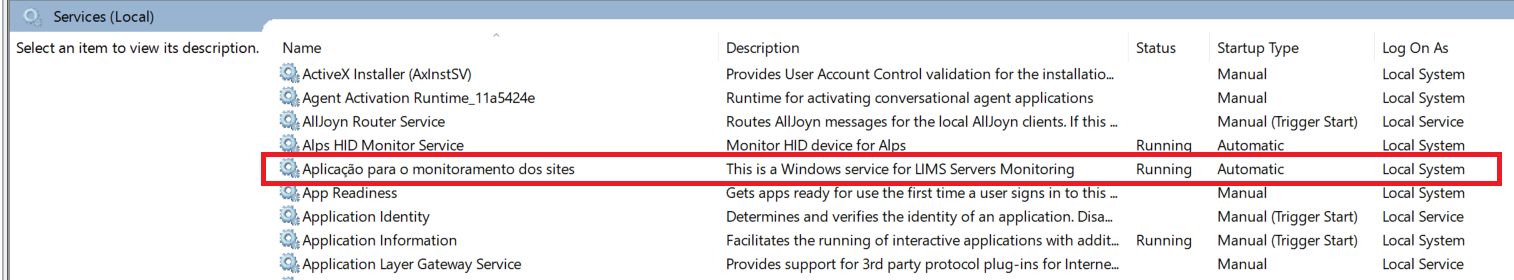 Services (Local)
Select an item to view its description.
Name Description Status Startup Type Log On As
ActiveX Installer (AxInstSV) Provides User Account Control validation for the installatio... Manual Local System
Agent Activation Runtime_11a5424e Runtime for activating conversational agent applications Manual Local System
AllJoyn Router Service Routes AllJoyn messages for the local AllJoyn clients. If this ... Manual (Trigger Start) Local Service
Alps HID Monitor Service Monitor HID device for Alps Running Automatic Local System
Aplicação para o monitoramento dos sites This is a Windows service for LIMS Servers Monitoring Running Automatic Local System
App Readiness Gets apps ready for use the first time a user signs in to this ... Manual Local System
Application Identity Determines and verifies the identity of an application. Disa... Manual (Trigger Start) Local Service
Application Information Facilitates the running of interactive applications with addit... Running Manual (Trigger Start) Local System
Application Layer Gateway Service Provides support for 3rd party protocol plug-ins for Interne... Manual Local Service